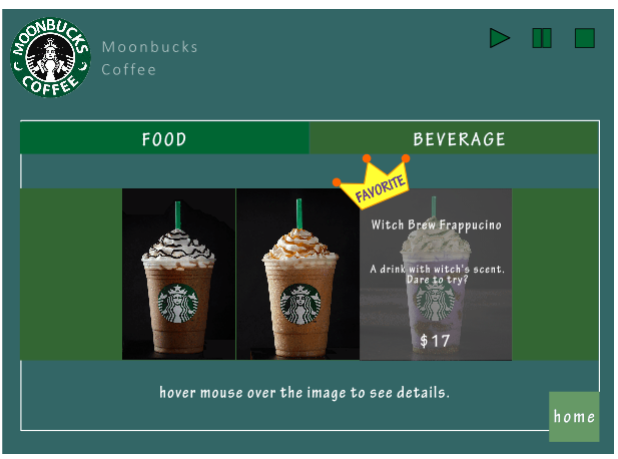 MOONBUCKS
COFFEE
Moonbucks
Coffee
FOOD
BEVERAGE
FAVORITE
Witch Brew Frappucino
A drink with witch's scent.
Dare to try?
$17
hover mouse over the image to see details.
home